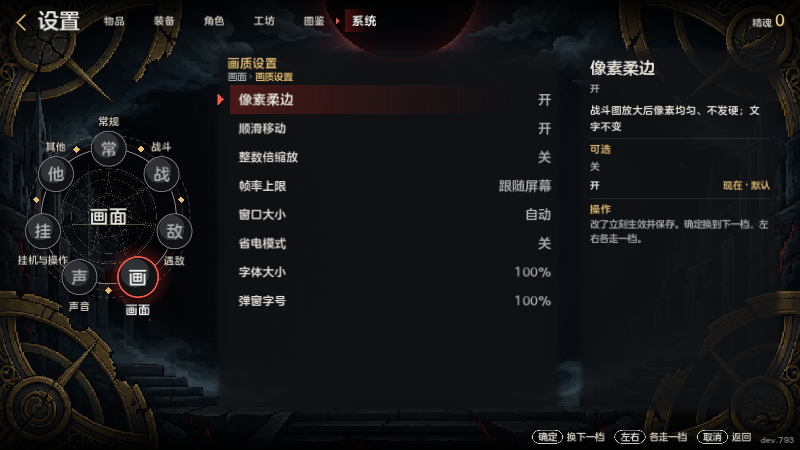 设置 物品 装备 角色 工坊 图鉴 系统 精魂 0
画质设置
画面 · 画质设置
像素柔边 开
顺滑移动 开
整数倍缩放 关
帧率上限 跟随屏幕
窗口大小 自动
省电模式 关
字体大小 100%
弹窗字号 100%
常规
常
其他
他
战斗
战
画面
挂
挂机与操作
敌
遇敌
声
声音
画
画面
像素柔边
开
战斗图放大后像素均匀、不发硬；文
字不变
可选
关
开 现在 · 默认
操作
改了立刻生效并保存。确定换到下一档，左
右各走一档。
确定 换下一档 左右 各走一档 取消 返回 dev.793